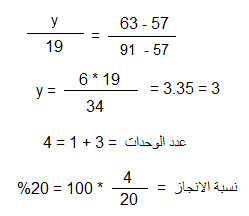 y / 19 = 63 - 57 / 91 - 57
y = 6 * 19 / 34 = 3.35 = 3
عدد الوحدات = 3 + 1 = 4
نسبة الانجاز = 4 / 20 * 100 = 20%